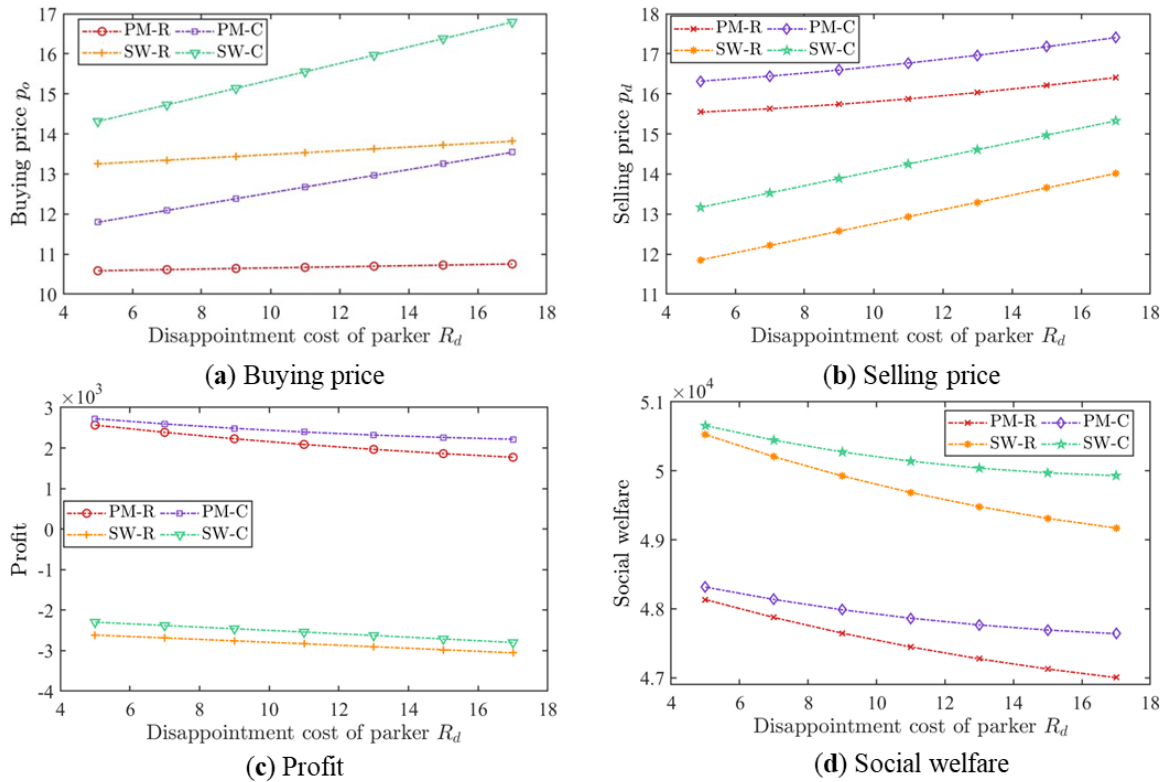 17
16
15
14
13
12
11
10
Buying price p_o
PM-R PM-C
SW-R SW-C
4 6 8 10 12 14 16 18
Disappointment cost of parker R_d
(a) Buying price
18
17
16
15
14
13
12
11
Selling price p_d
PM-R PM-C
SW-R SW-C
4 6 8 10 12 14 16 18
Disappointment cost of parker R_d
(b) Selling price
×10³
3
2
1
0
-1
-2
-3
-4
Profit
PM-R PM-C
SW-R SW-C
4 6 8 10 12 14 16 18
Disappointment cost of parker R_d
(c) Profit
×10⁴
5.1
5
4.9
4.8
4.7
Social welfare
PM-R PM-C
SW-R SW-C
4 6 8 10 12 14 16 18
Disappointment cost of parker R_d
(d) Social welfare